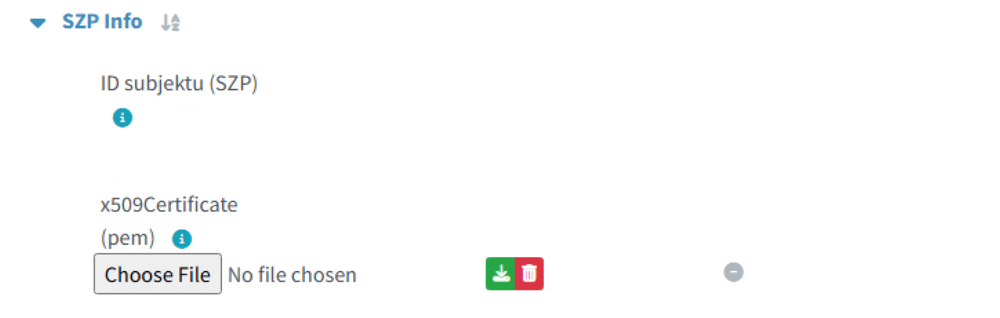 SZP Info
ID subjektu (SZP)
x509Certificate
(pem)
Choose File No file chosen